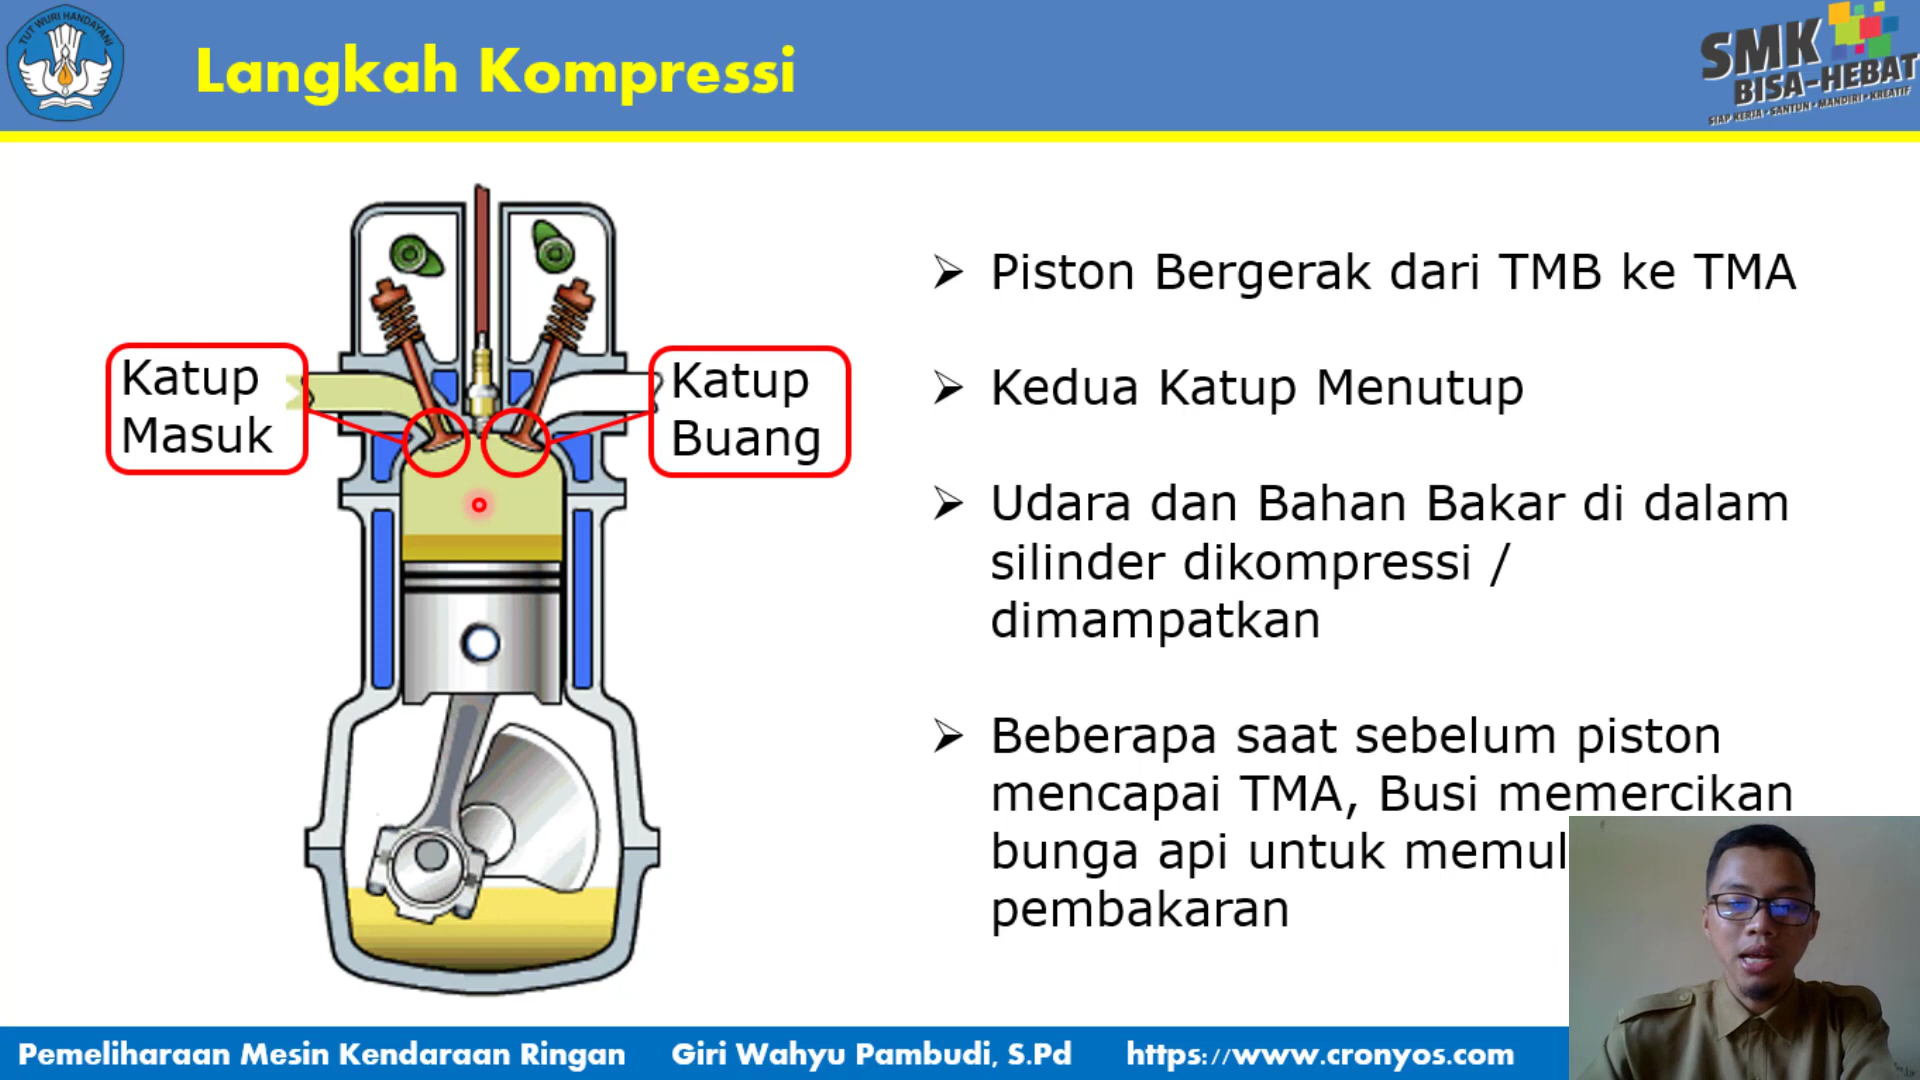 TUT WURI HANDAYANI
Langkah Kompressi
SMK
BISA-HEBAT
SIAP KERJA • SANTUN • MANDIRI • KREATIF
Katup
Masuk
Katup
Buang
➢ Piston Bergerak dari TMB ke TMA
➢ Kedua Katup Menutup
➢ Udara dan Bahan Bakar di dalam
silinder dikompressi /
dimampatkan
➢ Beberapa saat sebelum piston
mencapai TMA, Busi memercikan
bunga api untuk memul
pembakaran
Pemeliharaan Mesin Kendaraan Ringan Giri Wahyu Pambudi, S.Pd https://www.cronyos.com